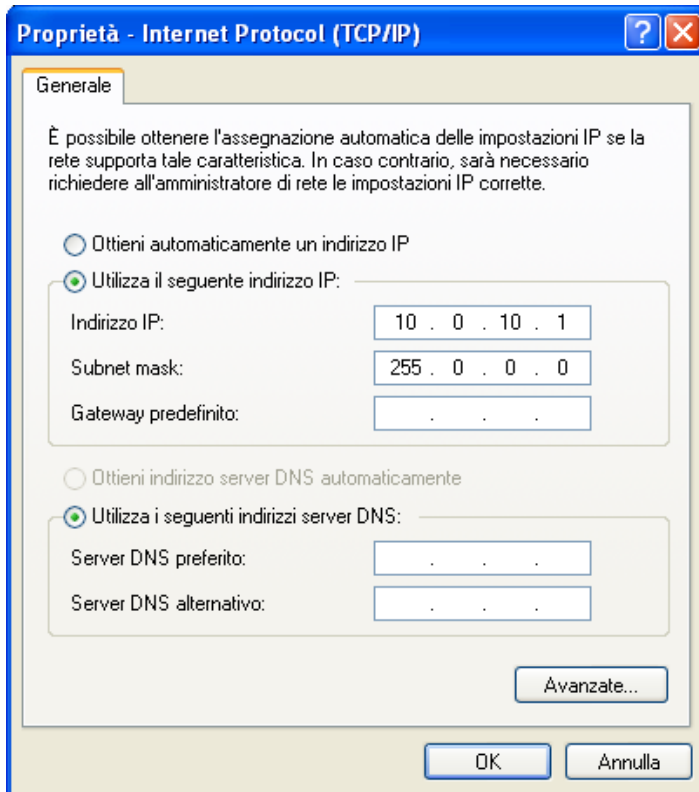 Proprietà - Internet Protocol (TCP/IP)
Generale
È possibile ottenere l'assegnazione automatica delle impostazioni IP se la
rete supporta tale caratteristica. In caso contrario, sarà necessario
richiedere all'amministratore di rete le impostazioni IP corrette.
Ottieni automaticamente un indirizzo IP
Utilizza il seguente indirizzo IP:
Indirizzo IP: 10 . 0 . 10 . 1
Subnet mask: 255 . 0 . 0 . 0
Gateway predefinito: . . .
Ottieni indirizzo server DNS automaticamente
Utilizza i seguenti indirizzi server DNS:
Server DNS preferito: . . .
Server DNS alternativo: . . .
Avanzate...
OK Annulla